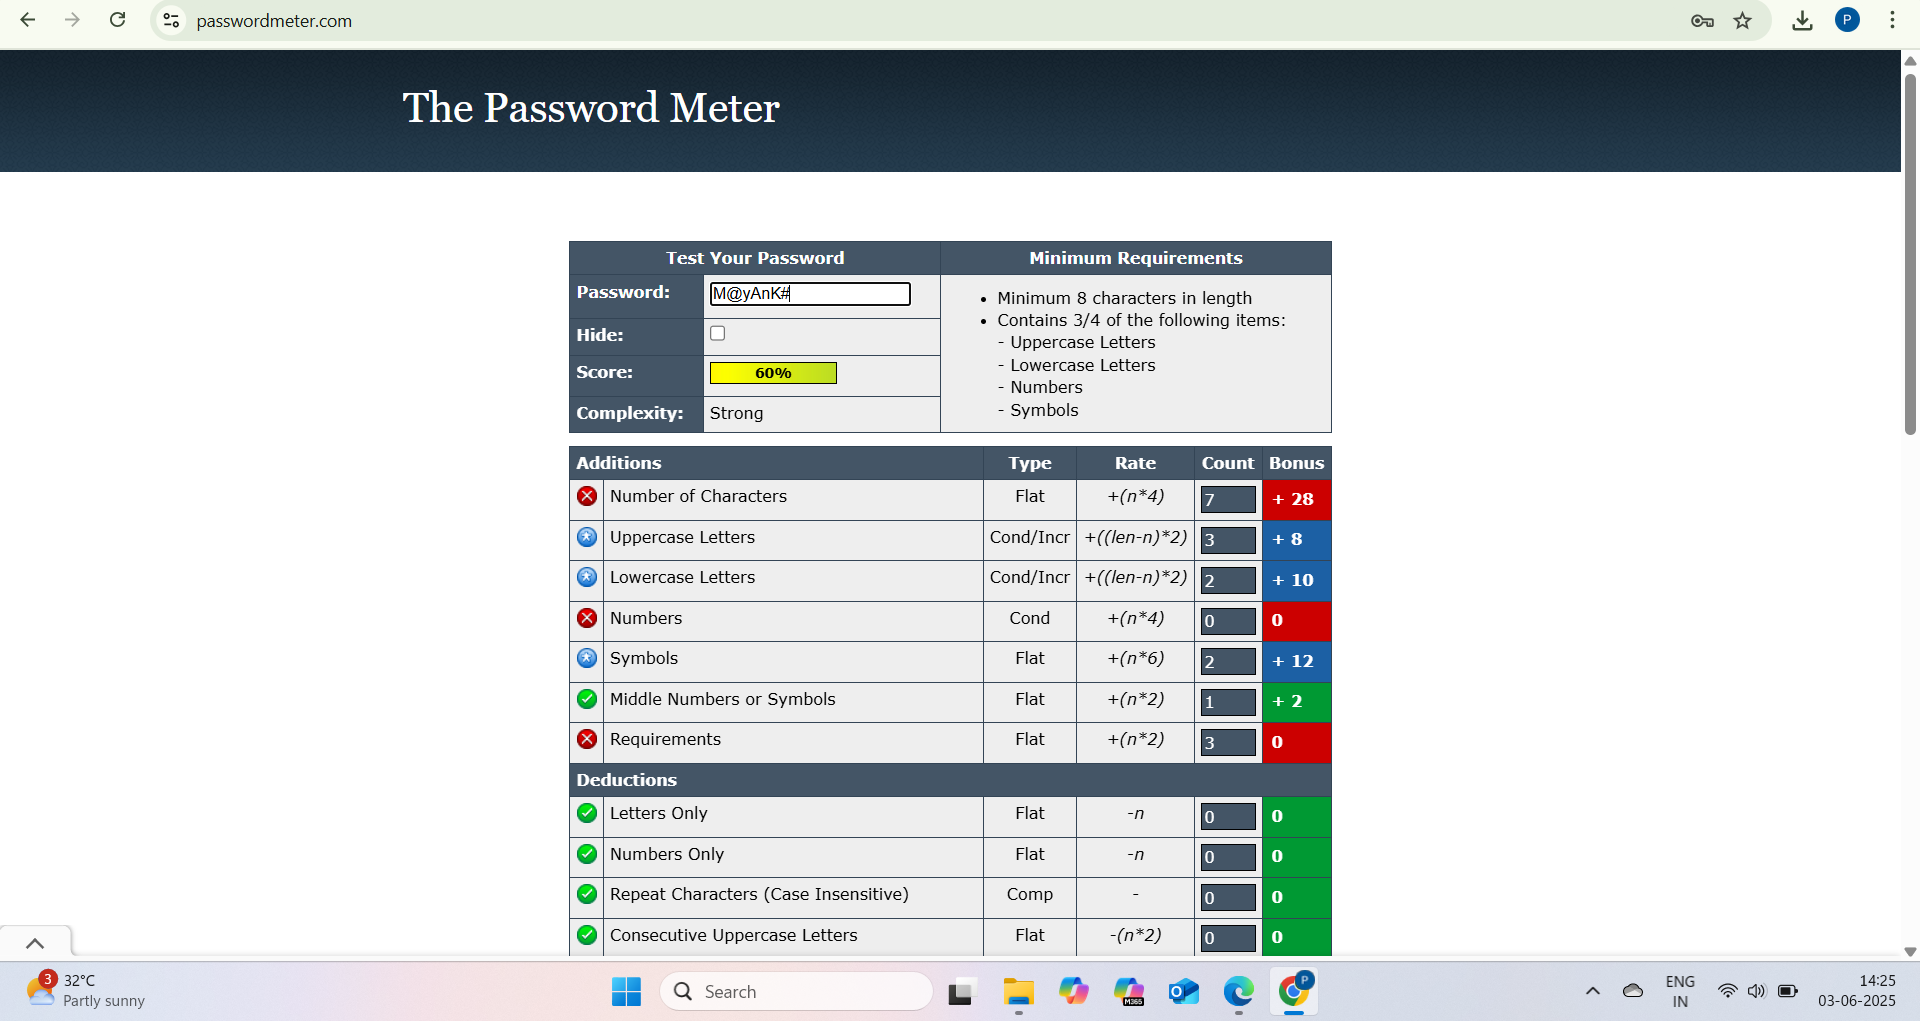 passwordmeter.com
P
The Password Meter
Test Your Password
Minimum Requirements
Password:
M@yAnK#
Hide:
Score:
60%
Complexity:
Strong
• Minimum 8 characters in length
• Contains 3/4 of the following items:
- Uppercase Letters
- Lowercase Letters
- Numbers
- Symbols
Additions Type Rate Count Bonus
Number of Characters Flat +(n*4) 7 + 28
Uppercase Letters Cond/Incr +((len-n)*2) 3 + 8
Lowercase Letters Cond/Incr +((len-n)*2) 2 + 10
Numbers Cond +(n*4) 0 0
Symbols Flat +(n*6) 2 + 12
Middle Numbers or Symbols Flat +(n*2) 1 + 2
Requirements Flat +(n*2) 3 0
Deductions
Letters Only Flat -n 0 0
Numbers Only Flat -n 0 0
Repeat Characters (Case Insensitive) Comp - 0 0
Consecutive Uppercase Letters Flat -(n*2) 0 0
3
32°C
Partly sunny
Search
M365
P
ENG
IN
14:25
03-06-2025